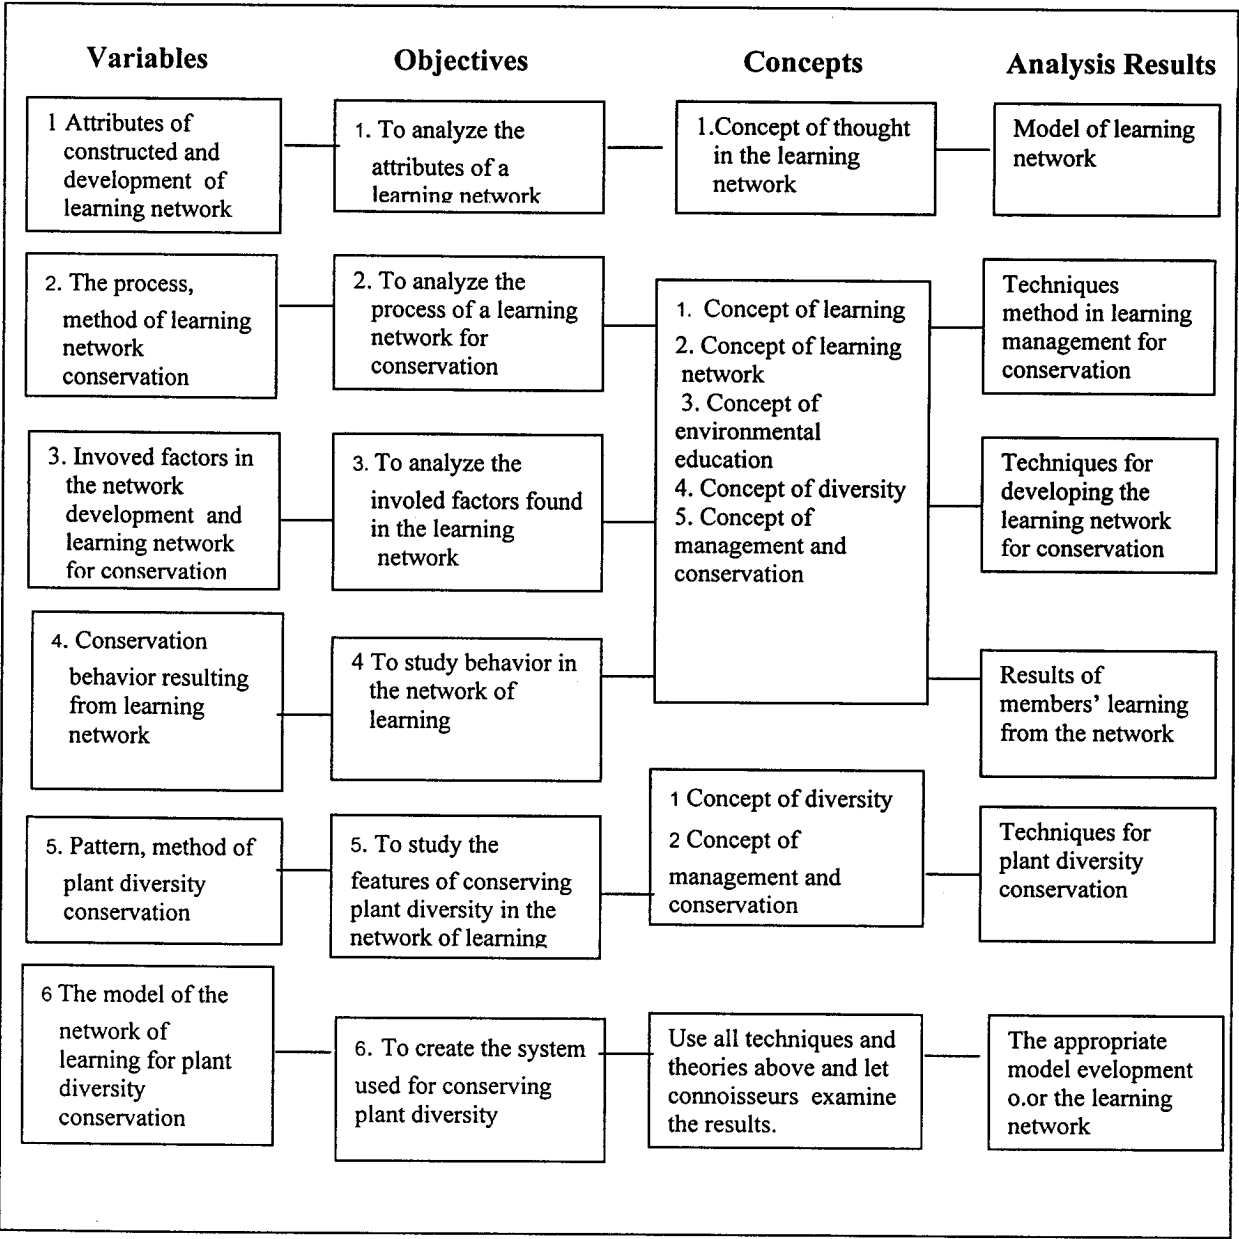 Variables
Objectives
Concepts
Analysis Results
1 Attributes of
constructed and
development of
learning network
1. To analyze the
attributes of a
learning network
1.Concept of thought
in the learning
network
Model of learning
network
2. The process,
method of learning
network
conservation
2. To analyze the
process of a learning
network for
conservation
1. Concept of learning
2. Concept of learning
network
3. Concept of
environmental
education
4. Concept of diversity
5. Concept of
management and
conservation
Techniques
method in learning
management for
conservation
3. Invoved factors in
the network
development and
learning network
for conservation
3. To analyze the
involed factors found
in the learning
network
Techniques for
developing the
learning network
for conservation
4. Conservation
behavior resulting
from learning
network
4 To study behavior in
the network of
learning
Results of
members’ learning
from the network
5. Pattern, method of
plant diversity
conservation
5. To study the
features of conserving
plant diversity in the
network of learning
1 Concept of diversity
2 Concept of
management and
conservation
Techniques for
plant diversity
conservation
6 The model of the
network of
learning for plant
diversity
conservation
6. To create the system
used for conserving
plant diversity
Use all techniques and
theories above and let
connoisseurs examine
the results.
The appropriate
model evelopment
o.or the learning
network